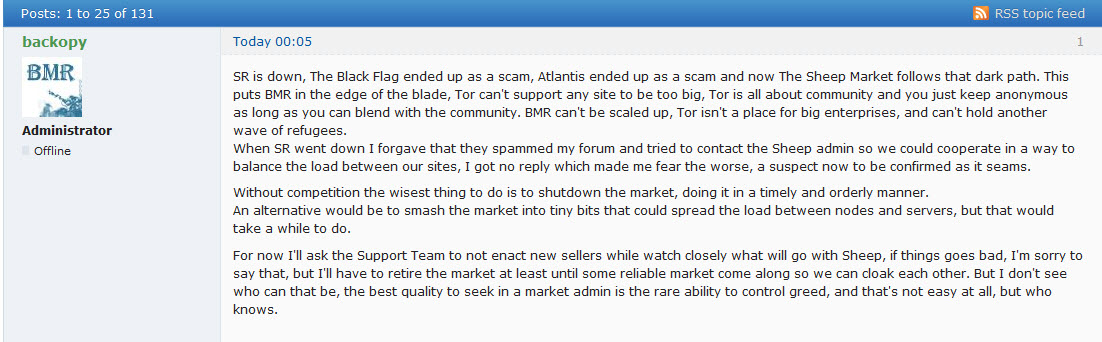 Posts: 1 to 25 of 131
RSS topic feed
backopy
Today 00:05
1
BMR
Administrator
Offline
SR is down, The Black Flag ended up as a scam, Atlantis ended up as a scam and now The Sheep Market follows that dark path. This
puts BMR in the edge of the blade, Tor can't support any site to be too big, Tor is all about community and you just keep anonymous
as long as you can blend with the community. BMR can't be scaled up, Tor isn't a place for big enterprises, and can't hold another
wave of refugees.
When SR went down I forgave that they spammed my forum and tried to contact the Sheep admin so we could cooperate in a way to
balance the load between our sites, I got no reply which made me fear the worse, a suspect now to be confirmed as it seams.
Without competition the wisest thing to do is to shutdown the market, doing it in a timely and orderly manner.
An alternative would be to smash the market into tiny bits that could spread the load between nodes and servers, but that would
take a while to do.
For now I'll ask the Support Team to not enact new sellers while watch closely what will go with Sheep, if things goes bad, I'm sorry to
say that, but I'll have to retire the market at least until some reliable market come along so we can cloak each other. But I don't see
who can that be, the best quality to seek in a market admin is the rare ability to control greed, and that's not easy at all, but who
knows.